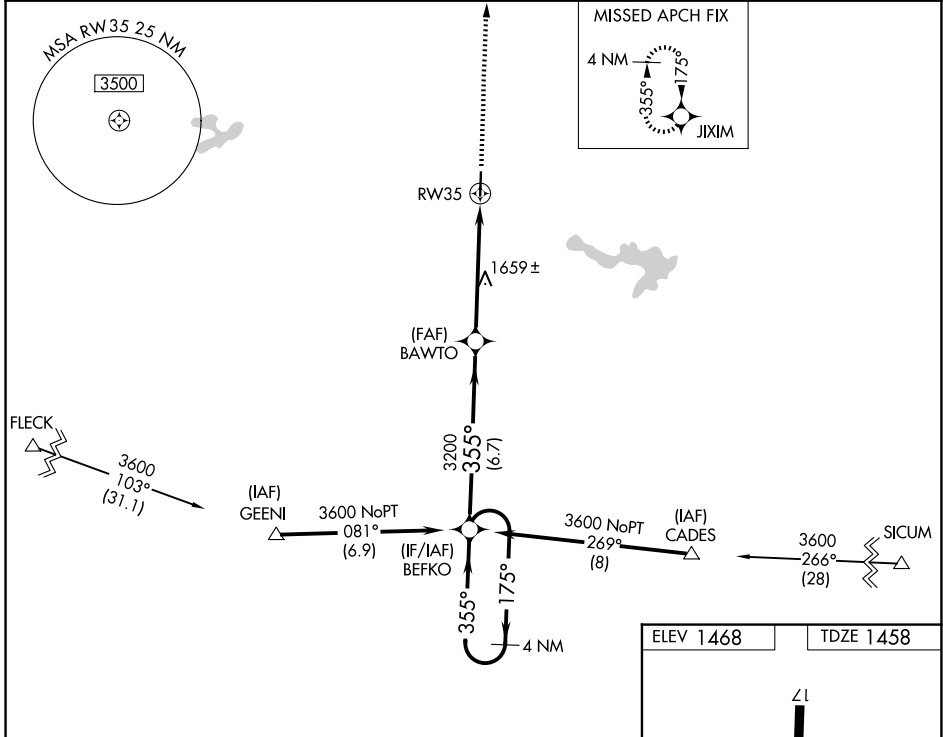 MSA RW35 25 NM
3500
MISSED APCH FIX
4 NM
355°
175°
JIXIM
RW35
1659 ±
(FAF)
BAWTO
3200
355°
(6.7)
FLECK
3600
103°
(31.1)
(IAF)
GEENI
3600 NoPT
081°
(6.9)
(IF/IAF)
BEFKO
3600 NoPT
269°
(8)
(IAF)
CADES
3600
266°
(28)
SICUM
355°
175°
4 NM
ELEV 1468
TDZE 1458
17